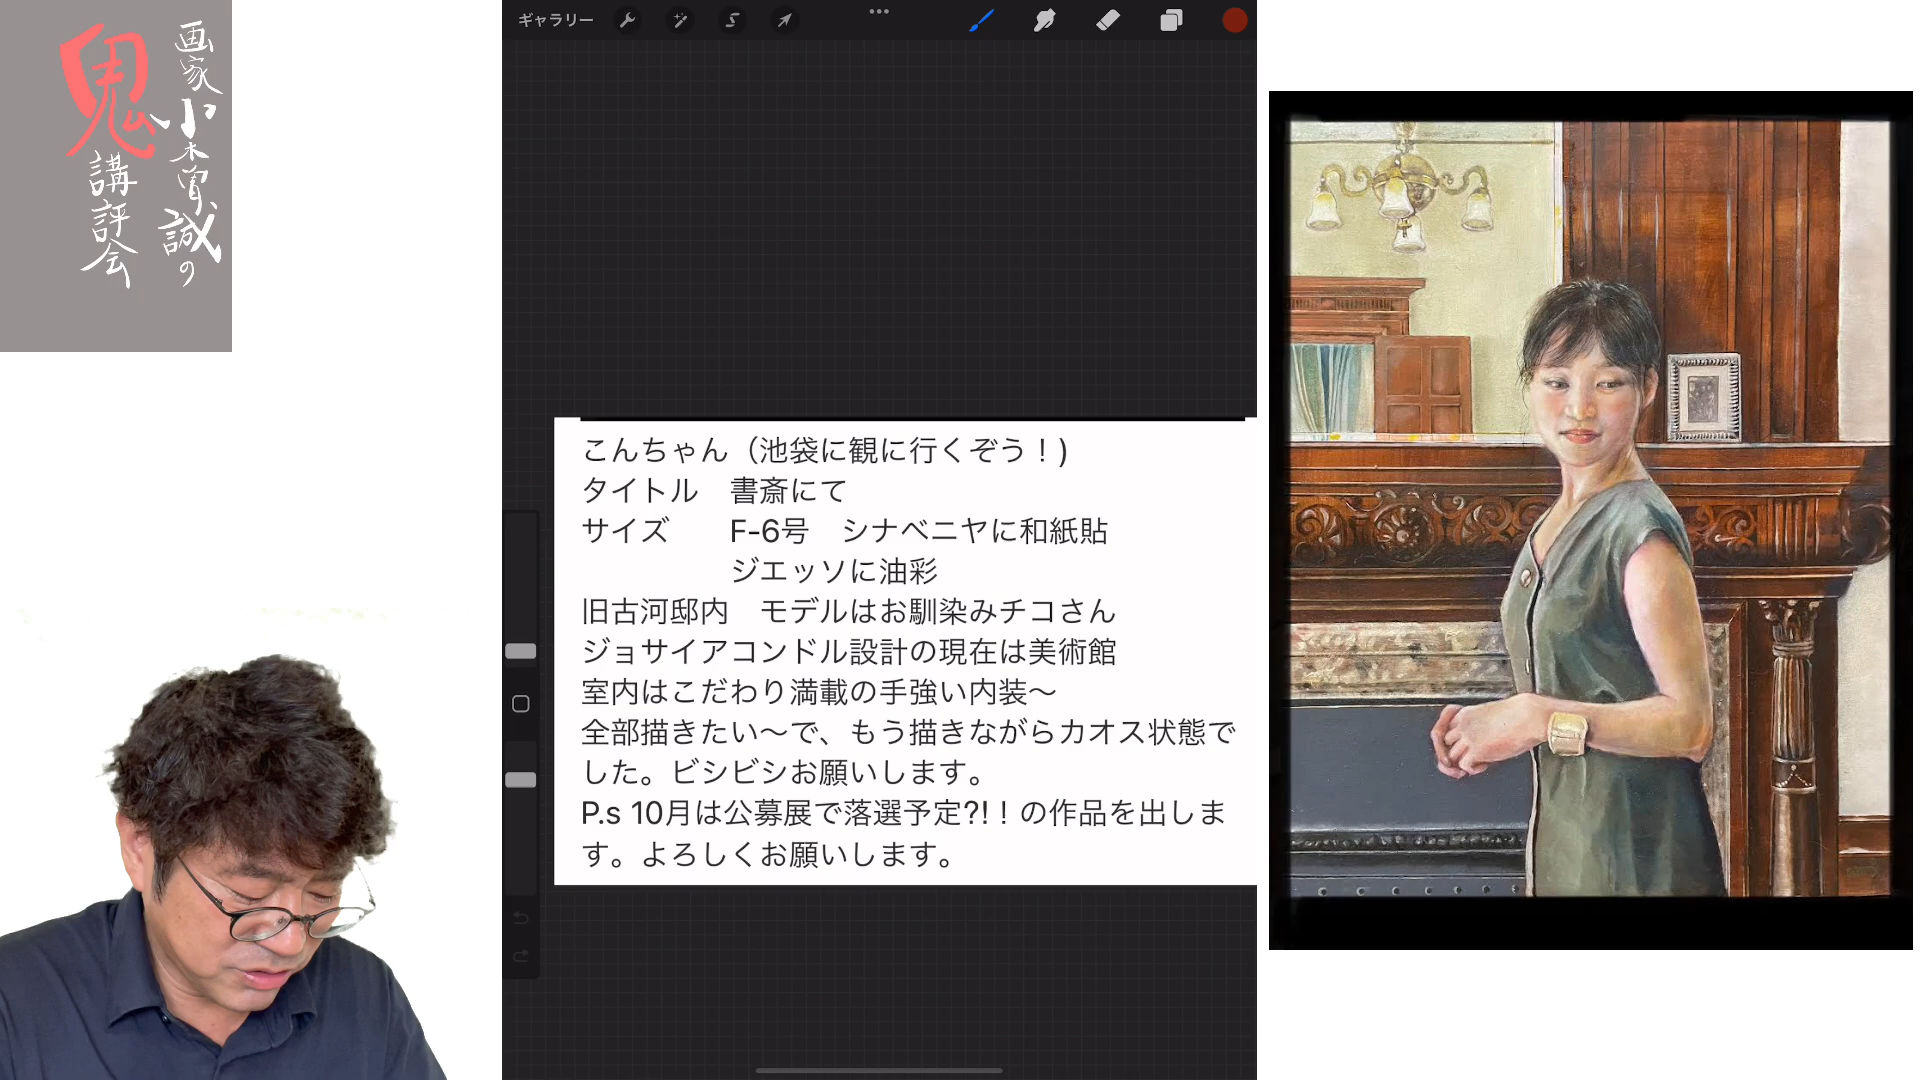 画家小木曽誠の
鬼
講評会
ギャラリー
こんちゃん（池袋に観に行くぞう！)
タイトル　書斎にて
サイズ　　F-6号　シナベニヤに和紙貼
ジエッソに油彩
旧古河邸内　モデルはお馴染みチコさん
ジョサイアコンドル設計の現在は美術館
室内はこだわり満載の手強い内装〜
全部描きたい〜で、もう描きながらカオス状態で
した。ビシビシお願いします。
P.s 10月は公募展で落選予定?!！の作品を出しま
す。よろしくお願いします。